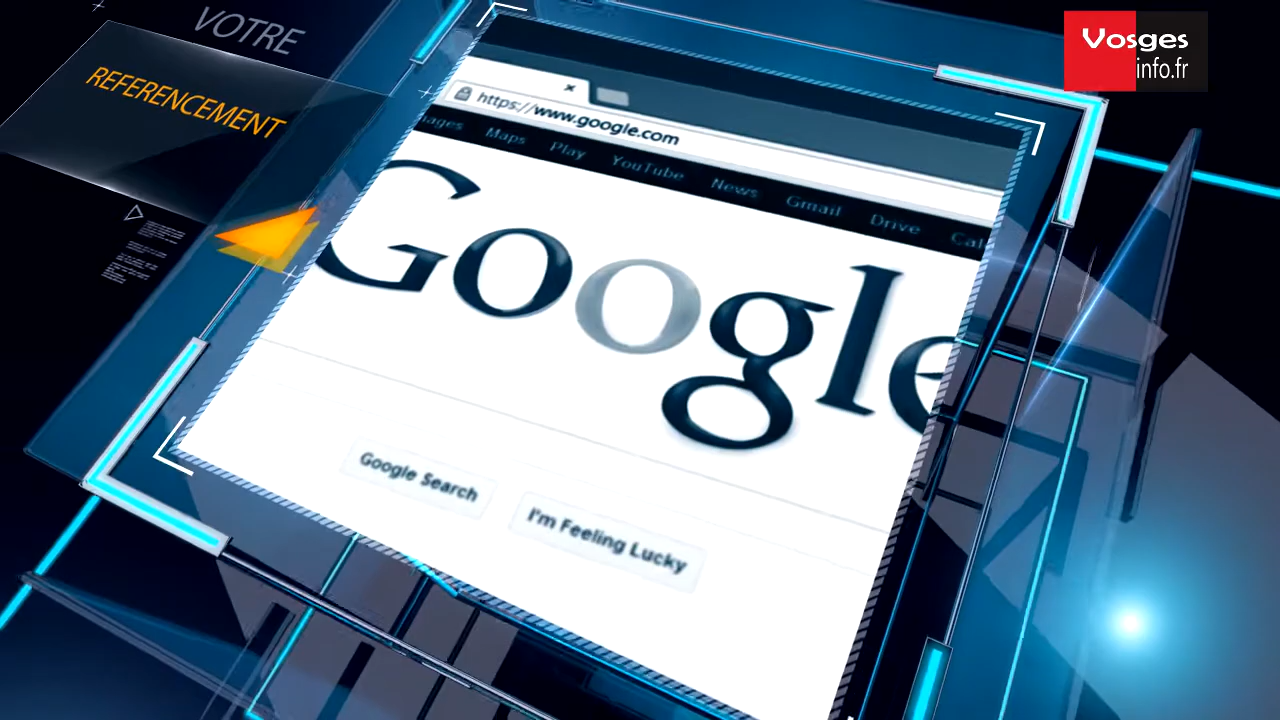 VOTRE
REFERENCEMENT
Vosges
info.fr
https://www.google.com
Maps Play YouTube News Gmail Drive
Google
Google Search
I'm Feeling Lucky